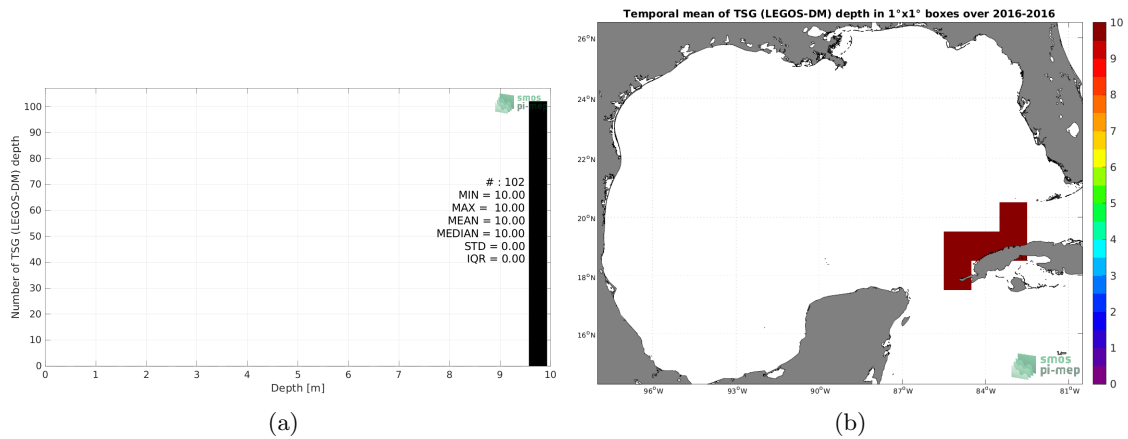 Number of TSG (LEGOS-DM) depth
100
90
80
70
60
50
40
30
20
10
0
smos
pi-mep
# : 102
MIN = 10.00
MAX = 10.00
MEAN = 10.00
MEDIAN = 10.00
STD = 0.00
IQR = 0.00
0 1 2 3 4 5 6 7 8 9 10
Depth [m]
(a)
Temporal mean of TSG (LEGOS-DM) depth in 1°x1° boxes over 2016-2016
26°N
24°N
22°N
20°N
18°N
16°N
96°W 93°W 90°W 87°W 84°W 81°W
smos
pi-mep
10
9
8
7
6
5
4
3
2
1
0
(b)